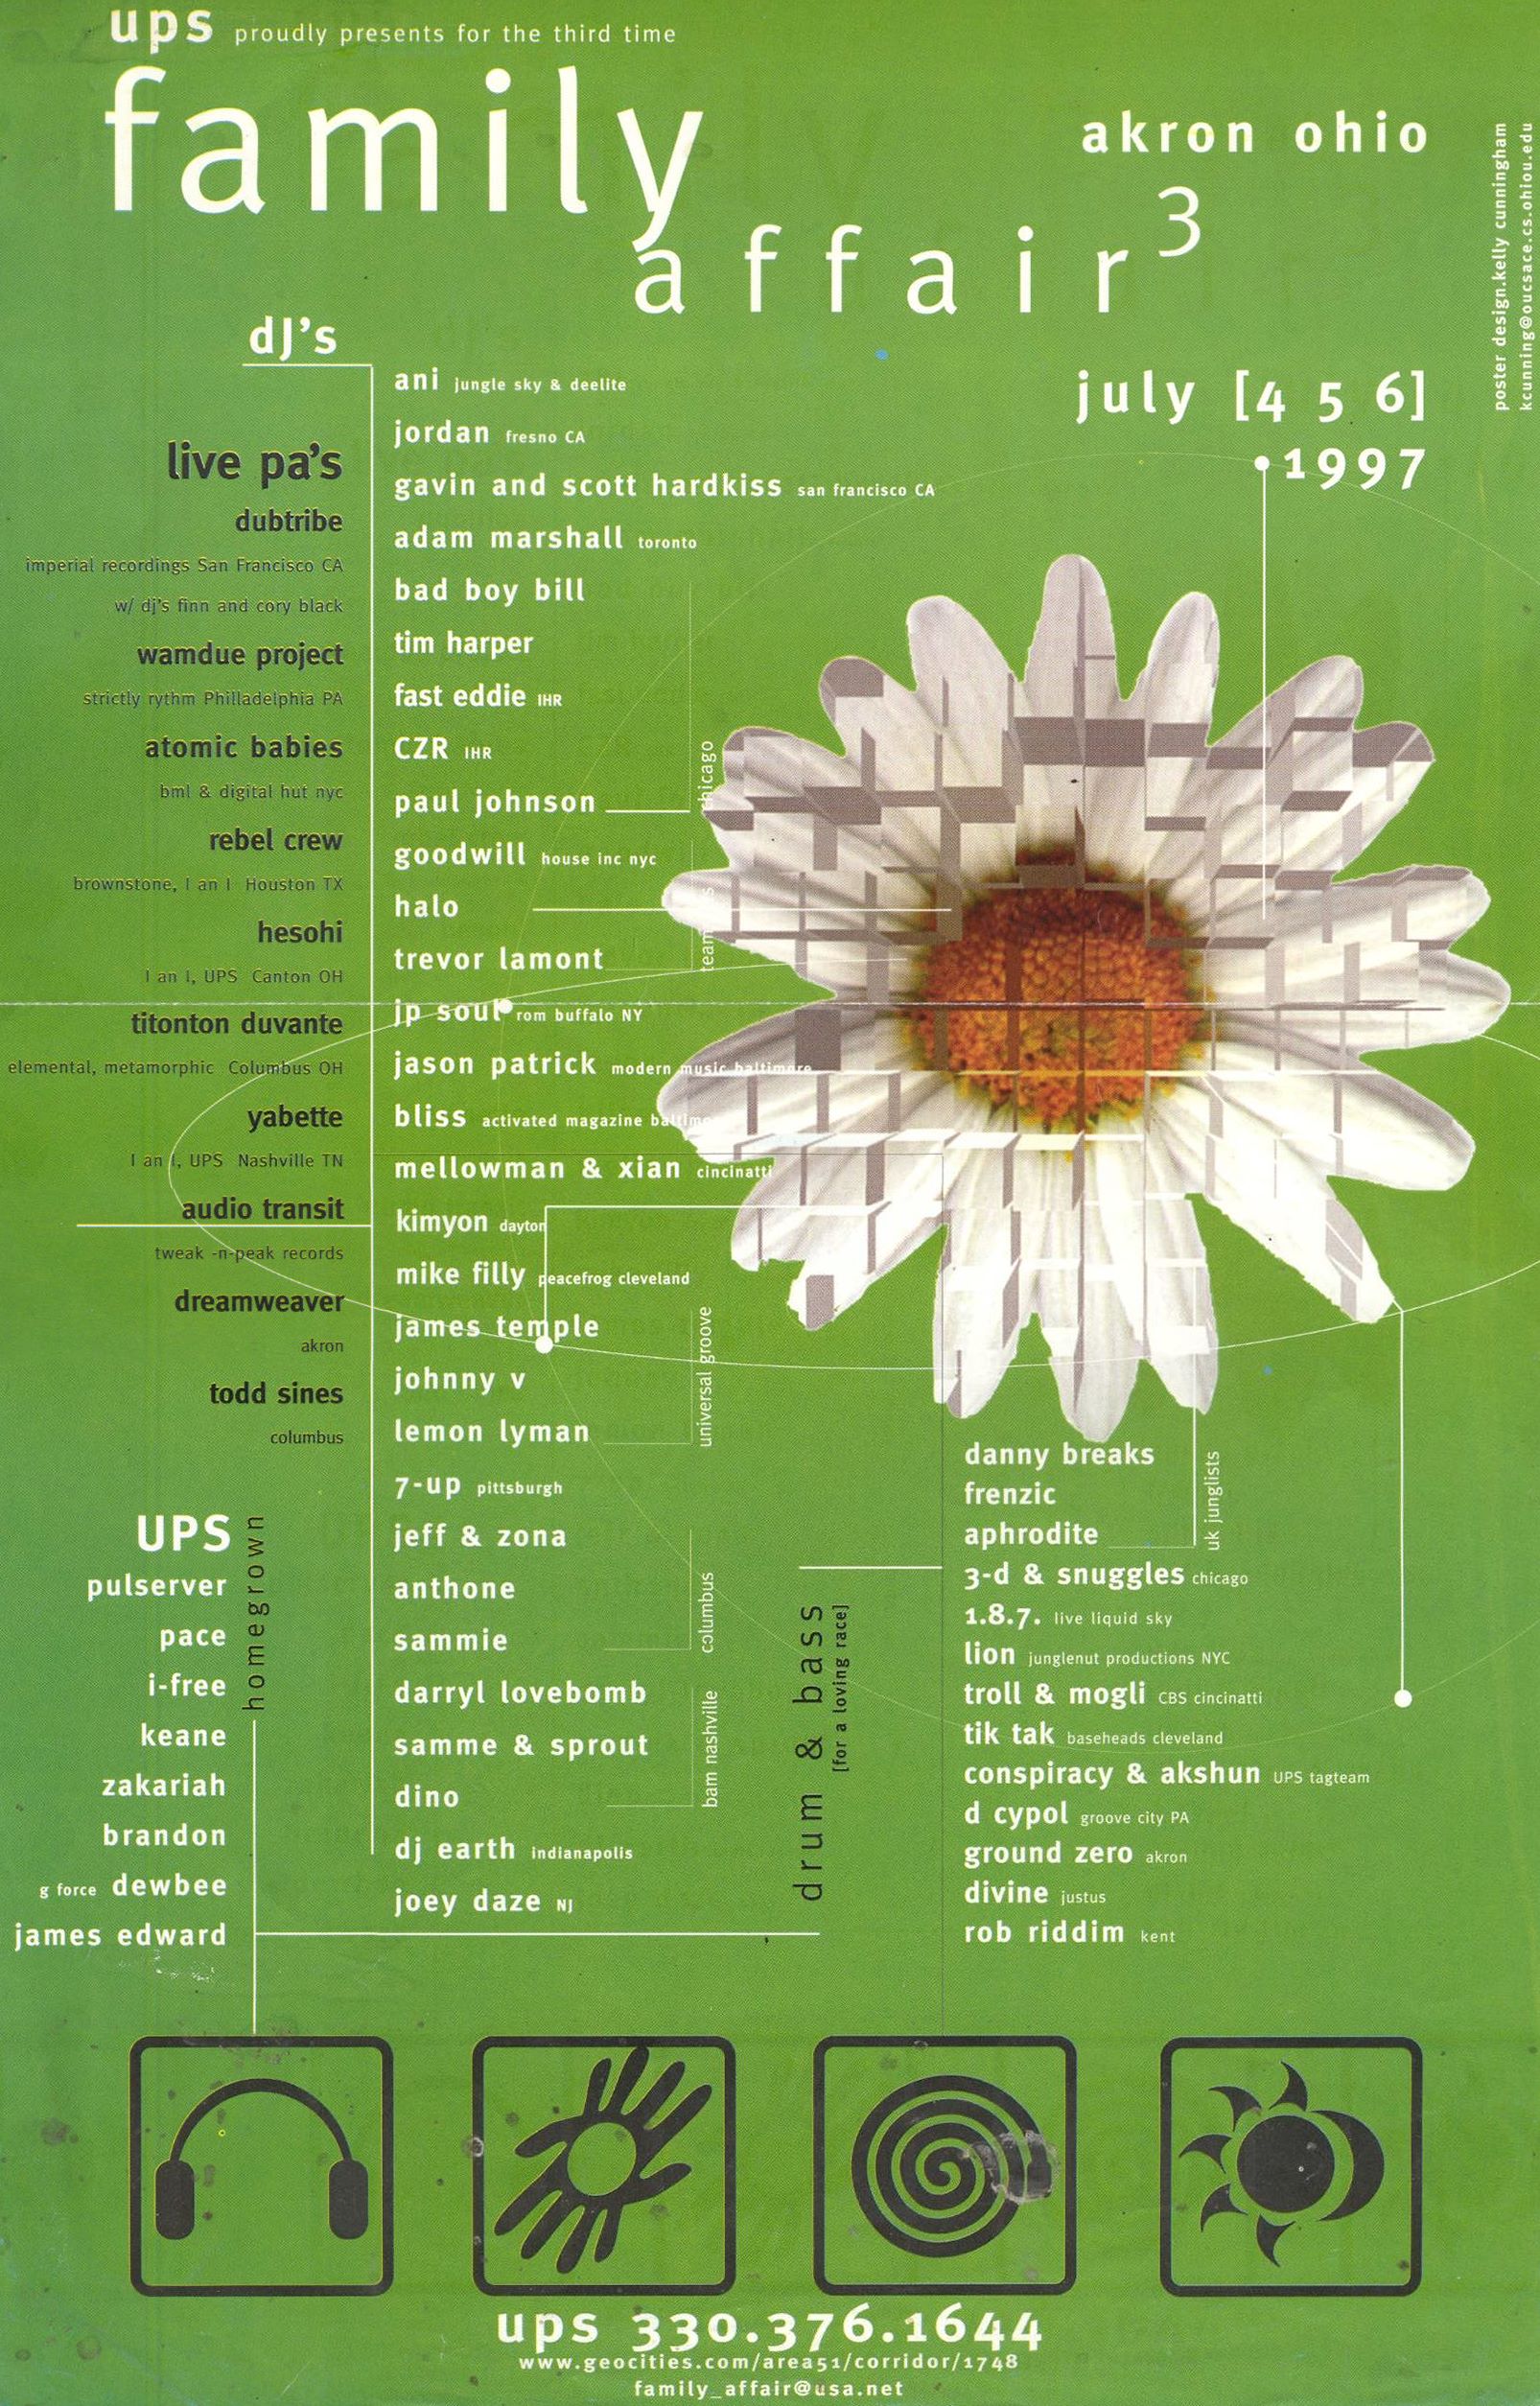 ups proudly presents for the third time
family
affair³
akron ohio
july [4 5 6]
1997
poster design.kelly cunningham
kcunning@oucsace.cs.ohiou.edu
dJ's
live pa's
dubtribe
imperial recordings San Francisco CA
w/ dj's finn and cory black
wamdue project
strictly rythm Philladelphia PA
atomic babies
bml & digital hut nyc
rebel crew
brownstone, I an I Houston TX
hesohi
I an I, UPS Canton OH
titonton duvante
elemental, metamorphic Columbus OH
yabette
I an I, UPS Nashville TN
audio transit
tweak -n-peak records
dreamweaver
akron
todd sines
columbus
UPS
homegrown
pulserver
pace
i-free
keane
zakariah
brandon
g force dewbee
james edward
ani jungle sky & deelite
jordan fresno CA
gavin and scott hardkiss san francisco CA
adam marshall toronto
bad boy bill
tim harper
fast eddie IHR
CZR IHR
paul johnson
chicago
goodwill house inc nyc
halo
trevor lamont
jp soul rom buffalo NY
jason patrick modern music baltimore
bliss activated magazine
mellowman & xian cincinatti
kimyon dayton
mike filly peacefrog cleveland
james temple
johnny v
lemon lyman
universal groove
7-up pittsburgh
jeff & zona
anthone
sammie
columbus
darryl lovebomb
samme & sprout
dino
bam nashville
dj earth indianapolis
joey daze NJ
drum & bass
[for a loving race]
danny breaks
frenzic
aphrodite
uk junglists
3-d & snuggles chicago
1.8.7. live liquid sky
lion junglenut productions NYC
troll & mogli CBS cincinatti
tik tak baseheads cleveland
conspiracy & akshun UPS tagteam
d cypol groove city PA
ground zero akron
divine justus
rob riddim kent
ups 330.376.1644
www.geocities.com/area51/corridor/1748
family_affair@usa.net